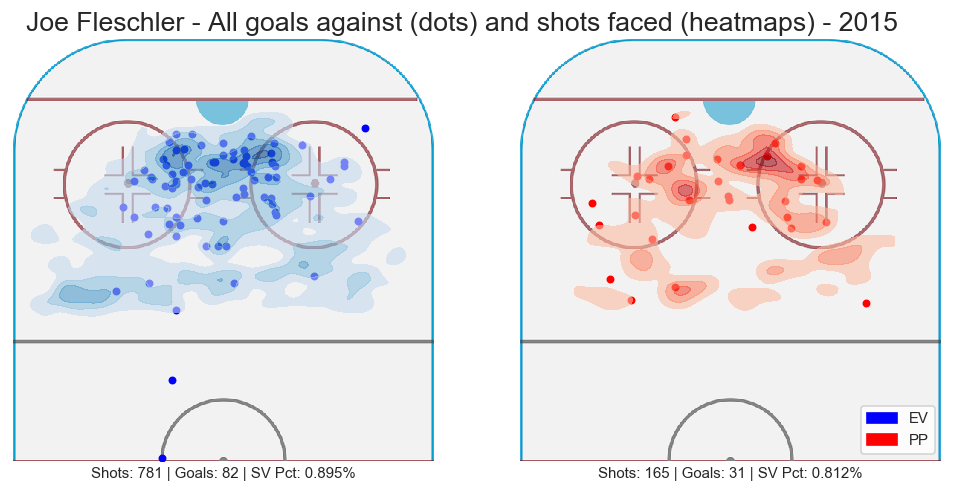 Joe Fleschler - All goals against (dots) and shots faced (heatmaps) - 2015
EV
PP
Shots: 781 | Goals: 82 | SV Pct: 0.895%
Shots: 165 | Goals: 31 | SV Pct: 0.812%